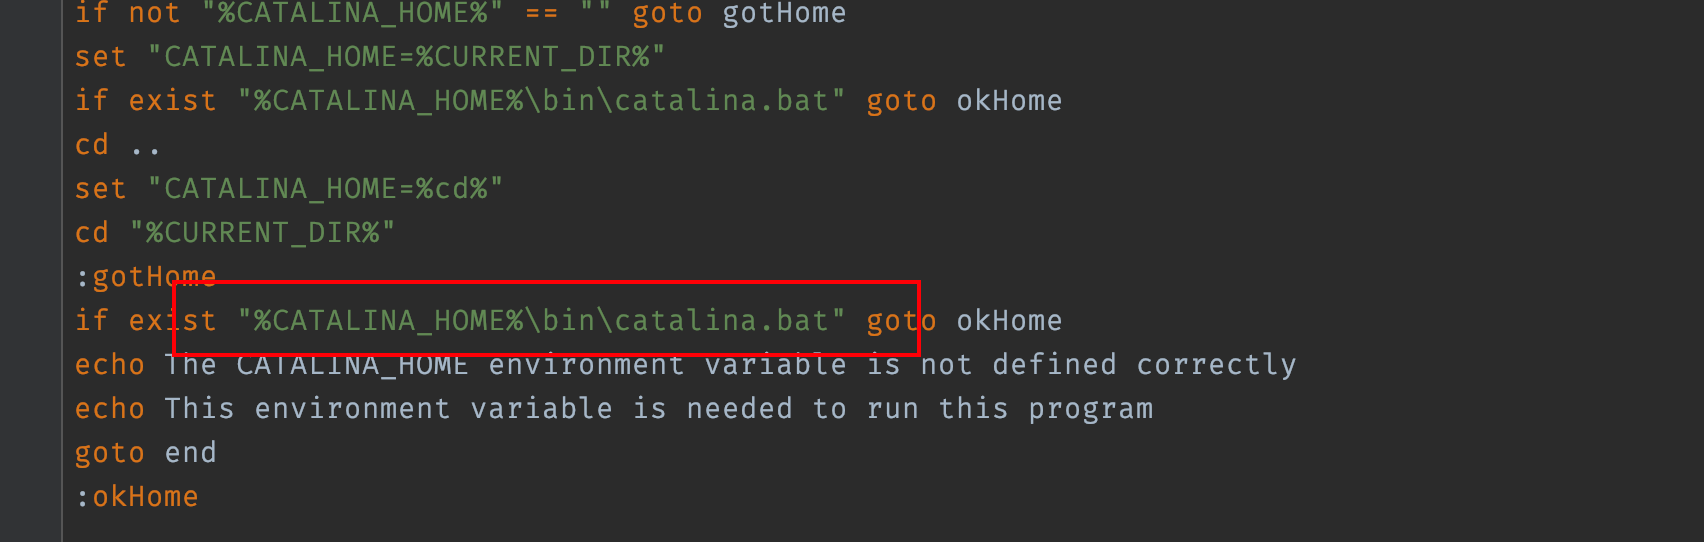 if not "%CATALINA_HOME%" == "" goto gotHome
set "CATALINA_HOME=%CURRENT_DIR%"
if exist "%CATALINA_HOME%\bin\catalina.bat" goto okHome
cd ..
set "CATALINA_HOME=%cd%"
cd "%CURRENT_DIR%"
:gotHome
if exist "%CATALINA_HOME%\bin\catalina.bat" goto okHome
echo The CATALINA_HOME environment variable is not defined correctly
echo This environment variable is needed to run this program
goto end
:okHome